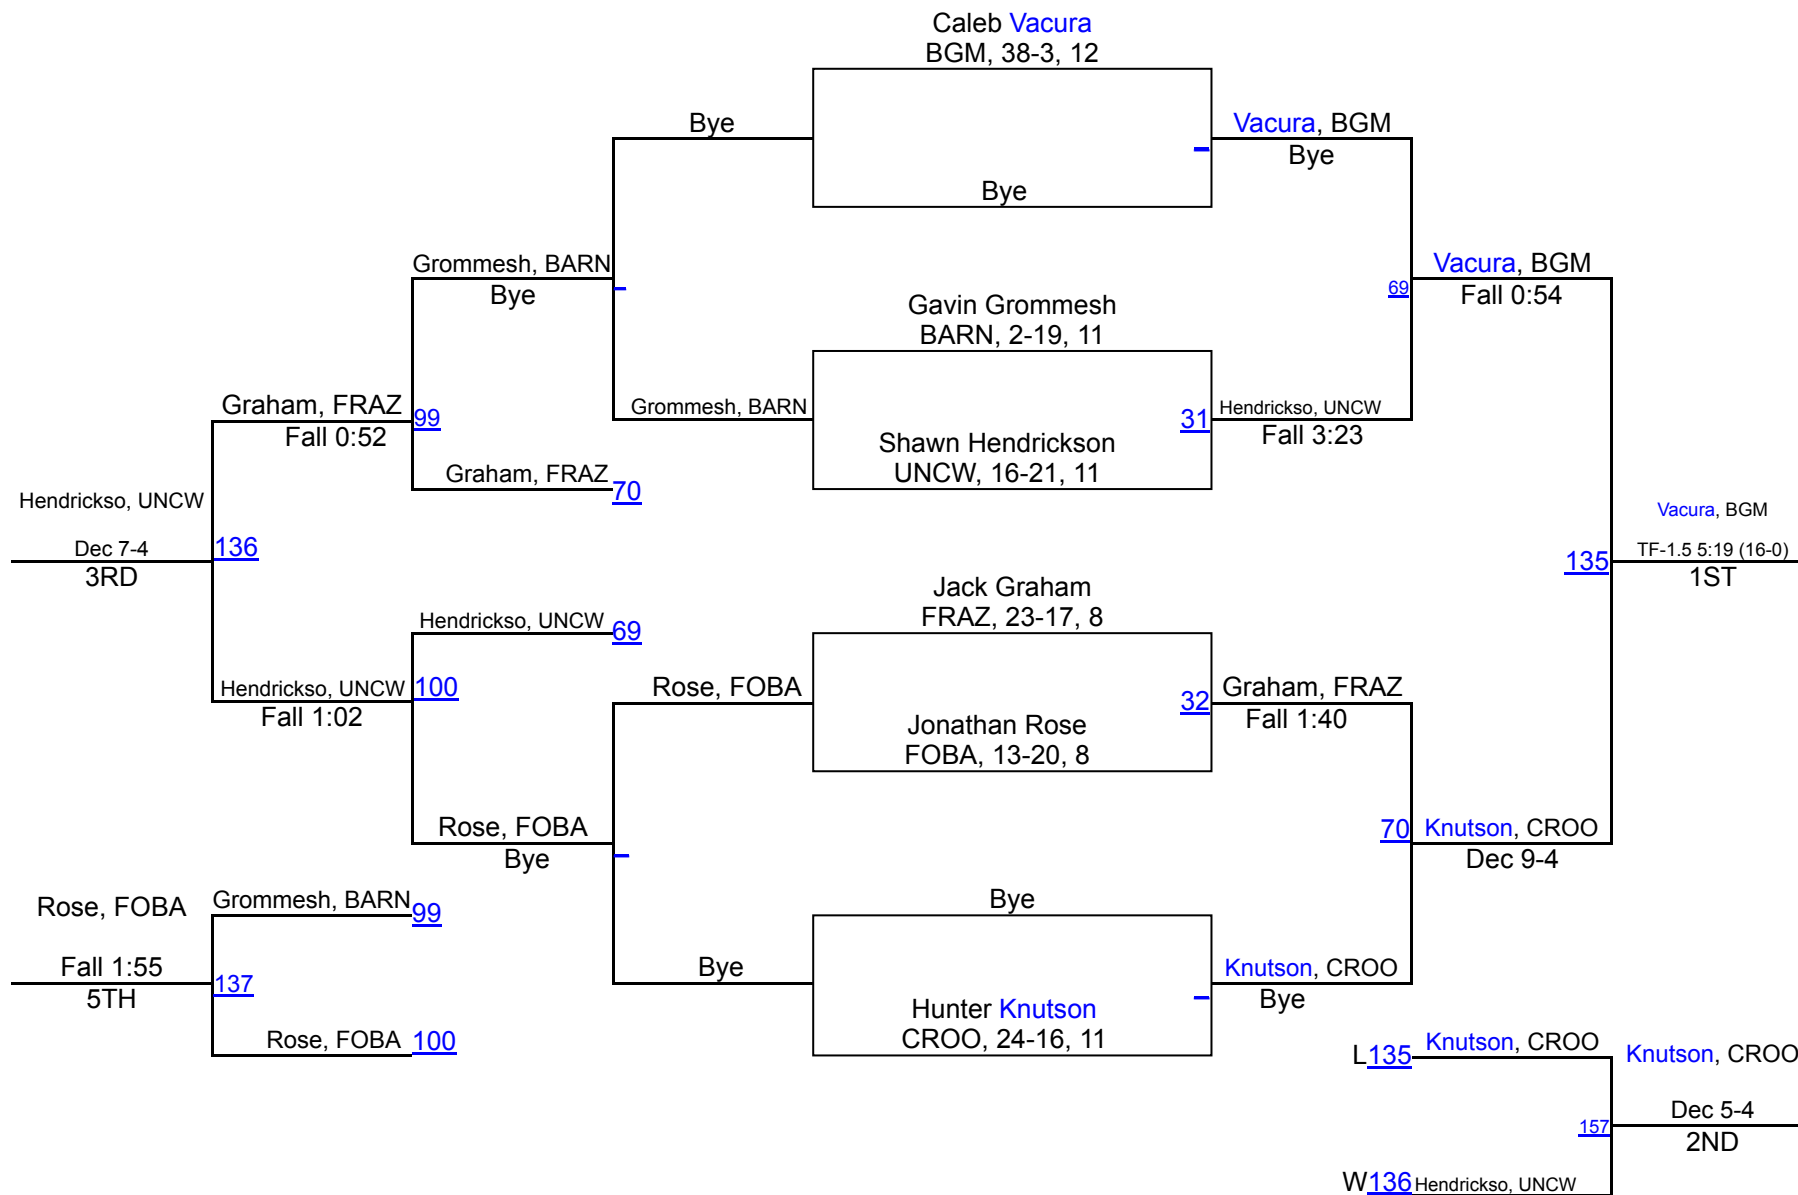 Caleb Vacura
BGM, 38-3, 12
Bye
Vacura, BGM
Bye
Bye
Grommesh, BARN
Bye
Vacura, BGM
69
Fall 0:54
Gavin Grommesh
BARN, 2-19, 11
Graham, FRAZ
99
Fall 0:52
Grommesh, BARN
31
Hendrickso, UNCW
Fall 3:23
Shawn Hendrickson
UNCW, 16-21, 11
Graham, FRAZ
70
Hendrickso, UNCW
Dec 7-4
136
3RD
Vacura, BGM
135
TF-1.5 5:19 (16-0)
1ST
Jack Graham
FRAZ, 23-17, 8
Hendrickso, UNCW
69
Hendrickso, UNCW
100
Fall 1:02
Rose, FOBA
32
Graham, FRAZ
Fall 1:40
Jonathan Rose
FOBA, 13-20, 8
Rose, FOBA
Bye
70
Knutson, CROO
Dec 9-4
Rose, FOBA
Grommesh, BARN
99
Bye
Fall 1:55
137
5TH
Bye
Knutson, CROO
Bye
Hunter Knutson
CROO, 24-16, 11
Rose, FOBA
100
L135
Knutson, CROO
Knutson, CROO
Dec 5-4
157
2ND
W136
Hendrickso, UNCW